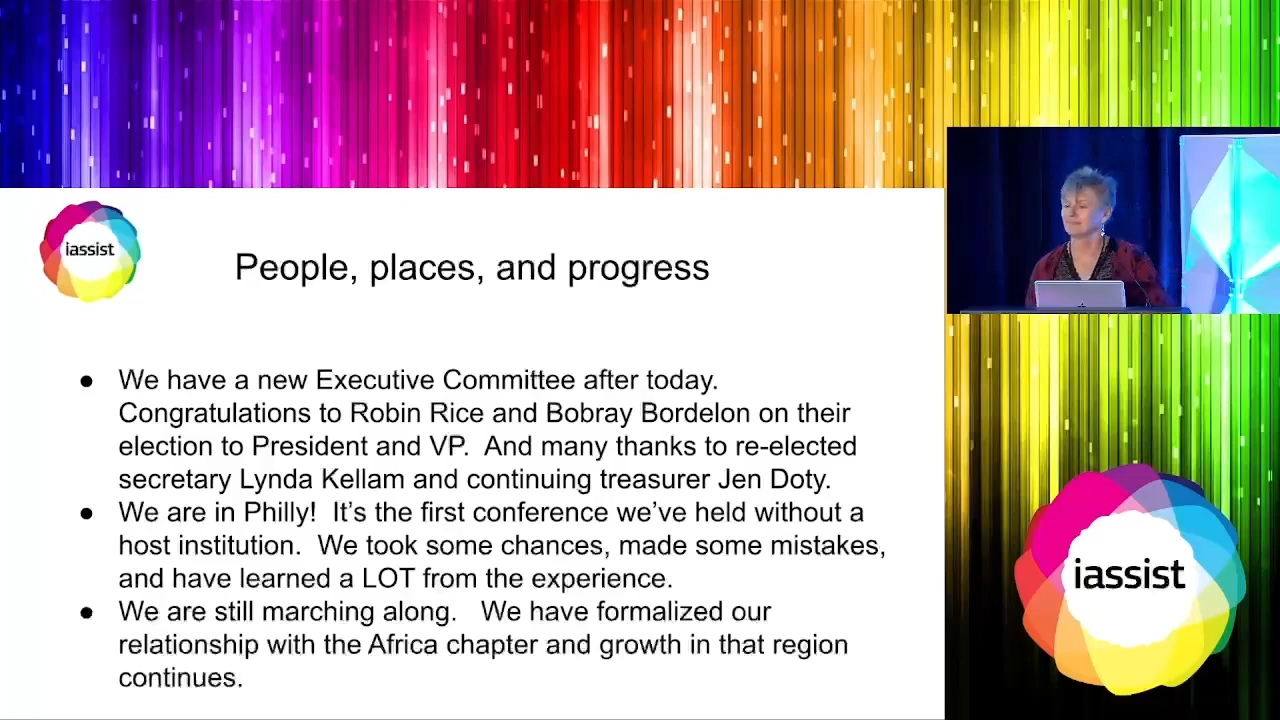 iassist
People, places, and progress
● We have a new Executive Committee after today.
Congratulations to Robin Rice and Bobray Bordelon on their
election to President and VP.  And many thanks to re-elected
secretary Lynda Kellam and continuing treasurer Jen Doty.
● We are in Philly!  It’s the first conference we’ve held without a
host institution.  We took some chances, made some mistakes,
and have learned a LOT from the experience.
● We are still marching along.   We have formalized our
relationship with the Africa chapter and growth in that region
continues.
iassist